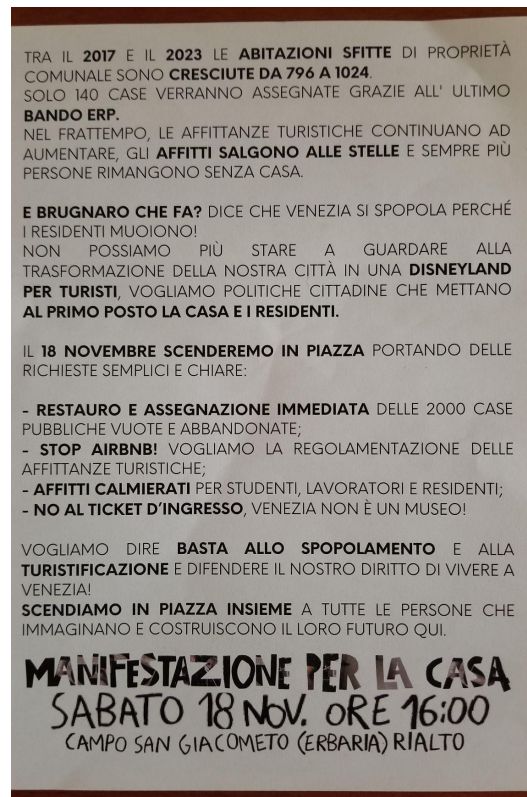 TRA IL 2017 E IL 2023 LE ABITAZIONI SFITTE DI PROPRIETÀ
COMUNALE SONO CRESCIUTE DA 796 A 1024.
SOLO 140 CASE VERRANNO ASSEGNATE GRAZIE ALL' ULTIMO
BANDO ERP.
NEL FRATTEMPO, LE AFFITTANZE TURISTICHE CONTINUANO AD
AUMENTARE, GLI AFFITTI SALGONO ALLE STELLE E SEMPRE PIÙ
PERSONE RIMANGONO SENZA CASA.
E BRUGNARO CHE FA? DICE CHE VENEZIA SI SPOPOLA PERCHÉ
I RESIDENTI MUOIONO!
NON POSSIAMO PIÙ STARE A GUARDARE ALLA
TRASFORMAZIONE DELLA NOSTRA CITTÀ IN UNA DISNEYLAND
PER TURISTI, VOGLIAMO POLITICHE CITTADINE CHE METTANO
AL PRIMO POSTO LA CASA E I RESIDENTI.
IL 18 NOVEMBRE SCENDEREMO IN PIAZZA PORTANDO DELLE
RICHIESTE SEMPLICI E CHIARE:
- RESTAURO E ASSEGNAZIONE IMMEDIATA DELLE 2000 CASE
PUBBLICHE VUOTE E ABBANDONATE;
- STOP AIRBNB! VOGLIAMO LA REGOLAMENTAZIONE DELLE
AFFITTANZE TURISTICHE;
- AFFITTI CALMIERATI PER STUDENTI, LAVORATORI E RESIDENTI;
- NO AL TICKET D'INGRESSO, VENEZIA NON È UN MUSEO!
VOGLIAMO DIRE BASTA ALLO SPOPOLAMENTO E ALLA
TURISTIFICAZIONE E DIFENDERE IL NOSTRO DIRITTO DI VIVERE A
VENEZIA!
SCENDIAMO IN PIAZZA INSIEME A TUTTE LE PERSONE CHE
IMMAGINANO E COSTRUISCONO IL LORO FUTURO QUI.
MANIFESTAZIONE PER LA CASA
SABATO 18 NOV. ORE 16:00
CAMPO SAN GIACOMETO (ERBARIA) RIALTO